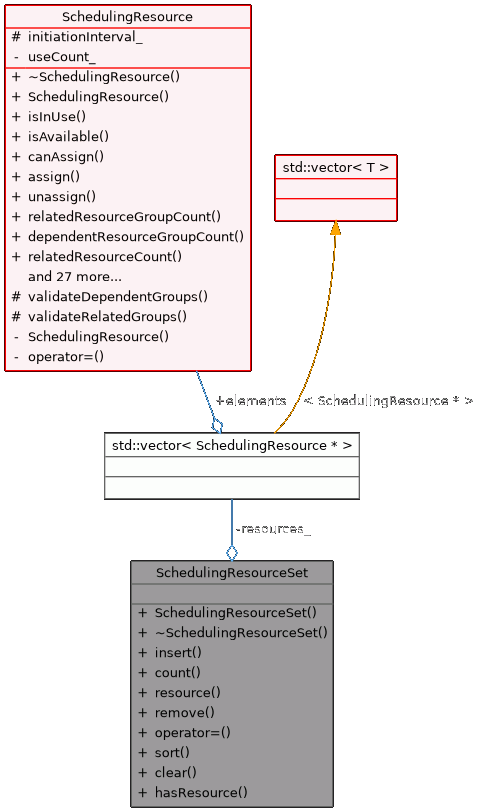 SchedulingResource
# initiationInterval_
- useCount_
+ ~SchedulingResource()
+ SchedulingResource()
+ isInUse()
+ isAvailable()
+ canAssign()
+ assign()
+ unassign()
+ relatedResourceGroupCount()
+ dependentResourceGroupCount()
+ relatedResourceCount()
and 27 more...
# validateDependentGroups()
# validateRelatedGroups()
- SchedulingResource()
- operator=()
std::vector< T >
+elements
< SchedulingResource * >
std::vector< SchedulingResource * >
-resources_
SchedulingResourceSet
+ SchedulingResourceSet()
+ ~SchedulingResourceSet()
+ insert()
+ count()
+ resource()
+ remove()
+ operator=()
+ sort()
+ clear()
+ hasResource()